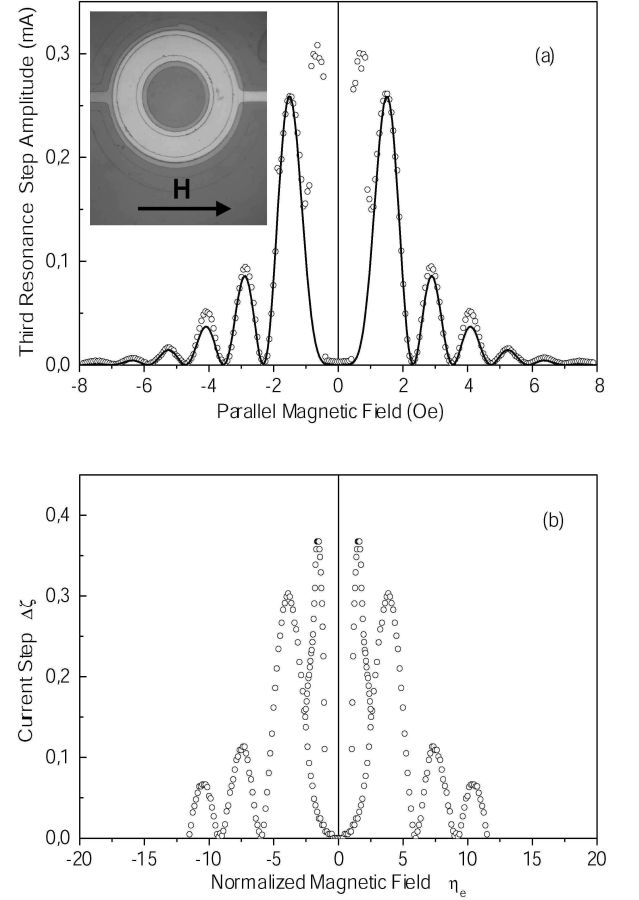 Third Resonance Step Amplitude (mA)
0,3
0,2
0,1
0,0
(a)
H
-8 -6 -4 -2 0 2 4 6 8
Parallel Magnetic Field (Oe)
Current Step Δζ
0,4
0,3
0,2
0,1
0,0
(b)
-20 -15 -10 -5 0 5 10 15 20
Normalized Magnetic Field ηe